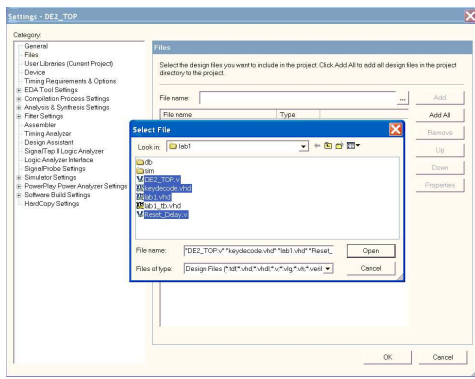 Settings - DE2_TOP
Category:
General
Files
User Libraries (Current Project)
Device
Timing Requirements & Options
EDA Tool Settings
Compilation Process Settings
Analysis & Synthesis Settings
Fitter Settings
Assembler
Timing Analyzer
Design Assistant
SignalTap II Logic Analyzer
Logic Analyzer Interface
SignalProbe Settings
Simulator Settings
PowerPlay Power Analyzer Settings
Software Build Settings
HardCopy Settings
Files
Select the design files you want to include in the project. Click Add All to add all design files in the project
directory to the project.
File name:
...
Add
File name
Type
Add All
Remove
Up
Down
Properties
Select File
Look in:
lab1
db
sim
DE2_TOP.v
keydecode.vhd
lab1.vhd
lab1_tb.vhd
Reset_Delay.v
File name:
"DE2_TOP.v" "keydecode.vhd" "lab1.vhd" "Reset_
Open
Files of type:
Design Files (*.tdf;*.vhd;*.vhdl;*.v;*.vlg;*.vh;*.veril
Cancel
OK
Cancel